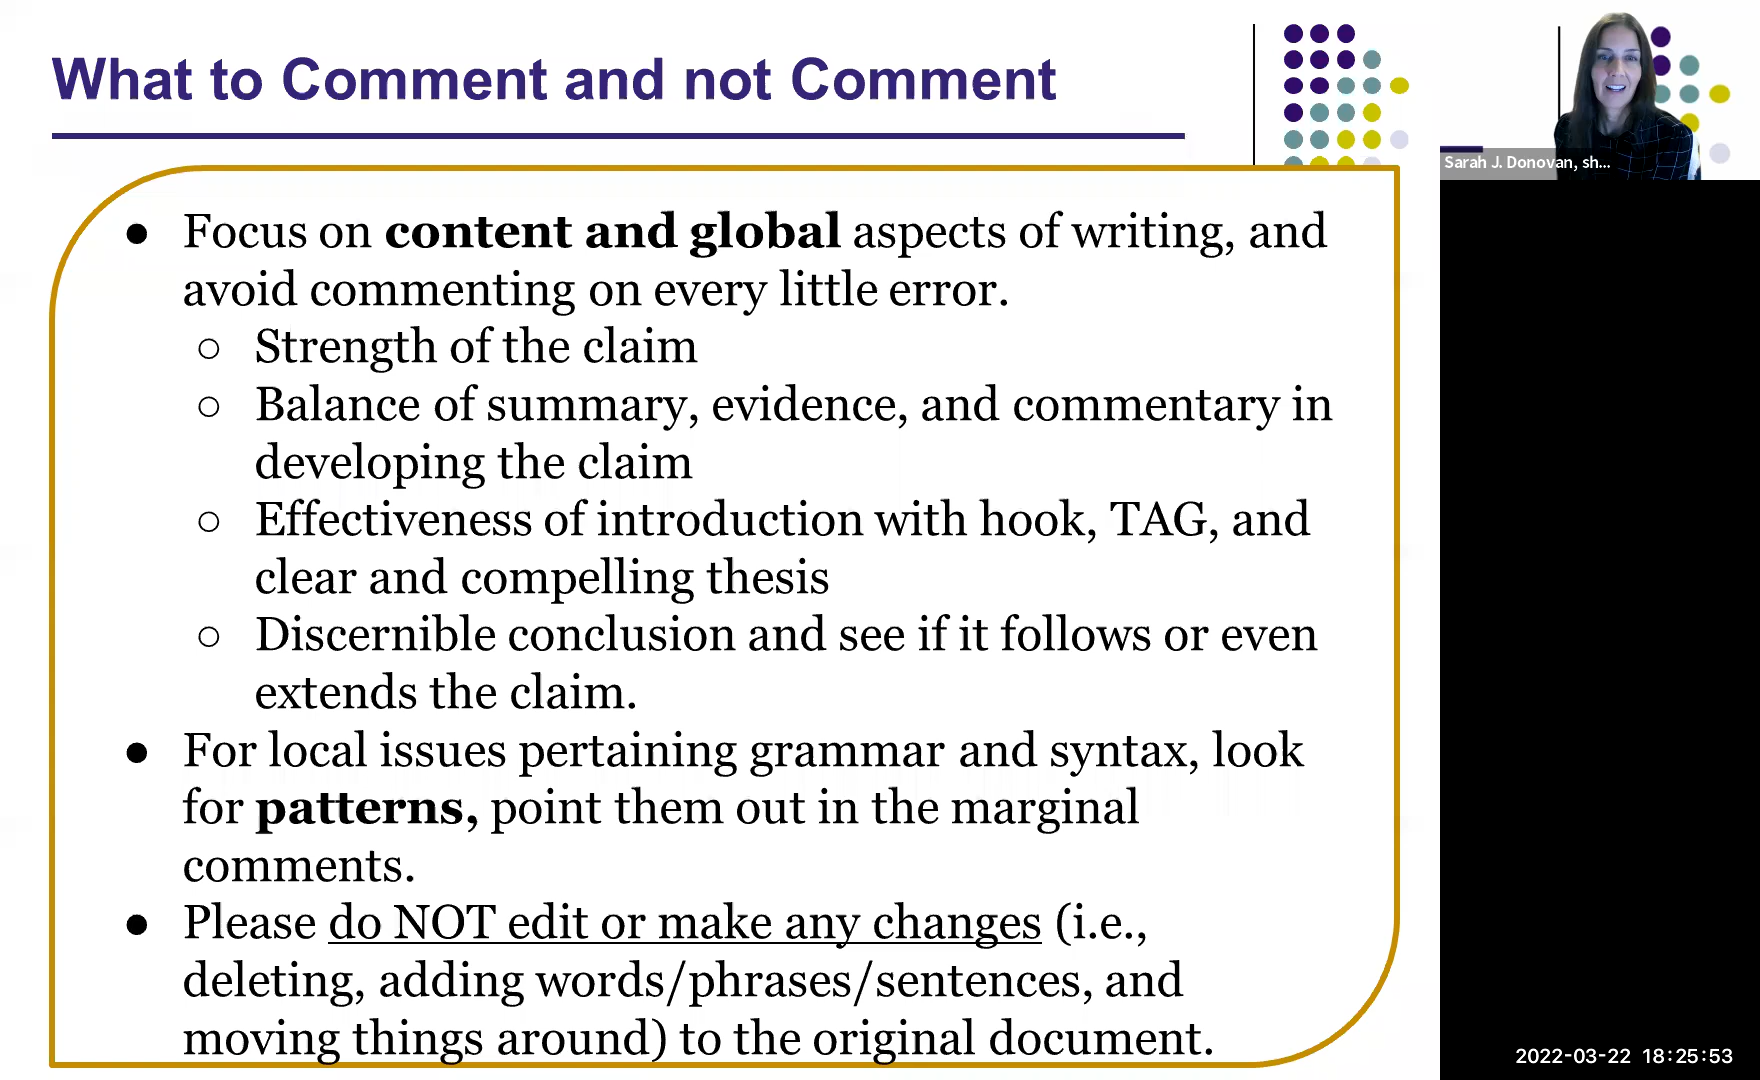 What to Comment and not Comment
Sarah J. Donovan, sh...
● Focus on content and global aspects of writing, and
avoid commenting on every little error.
○ Strength of the claim
○ Balance of summary, evidence, and commentary in
developing the claim
○ Effectiveness of introduction with hook, TAG, and
clear and compelling thesis
○ Discernible conclusion and see if it follows or even
extends the claim.
● For local issues pertaining grammar and syntax, look
for patterns, point them out in the marginal
comments.
● Please do NOT edit or make any changes (i.e.,
deleting, adding words/phrases/sentences, and
moving things around) to the original document.
2022-03-22 18:25:53